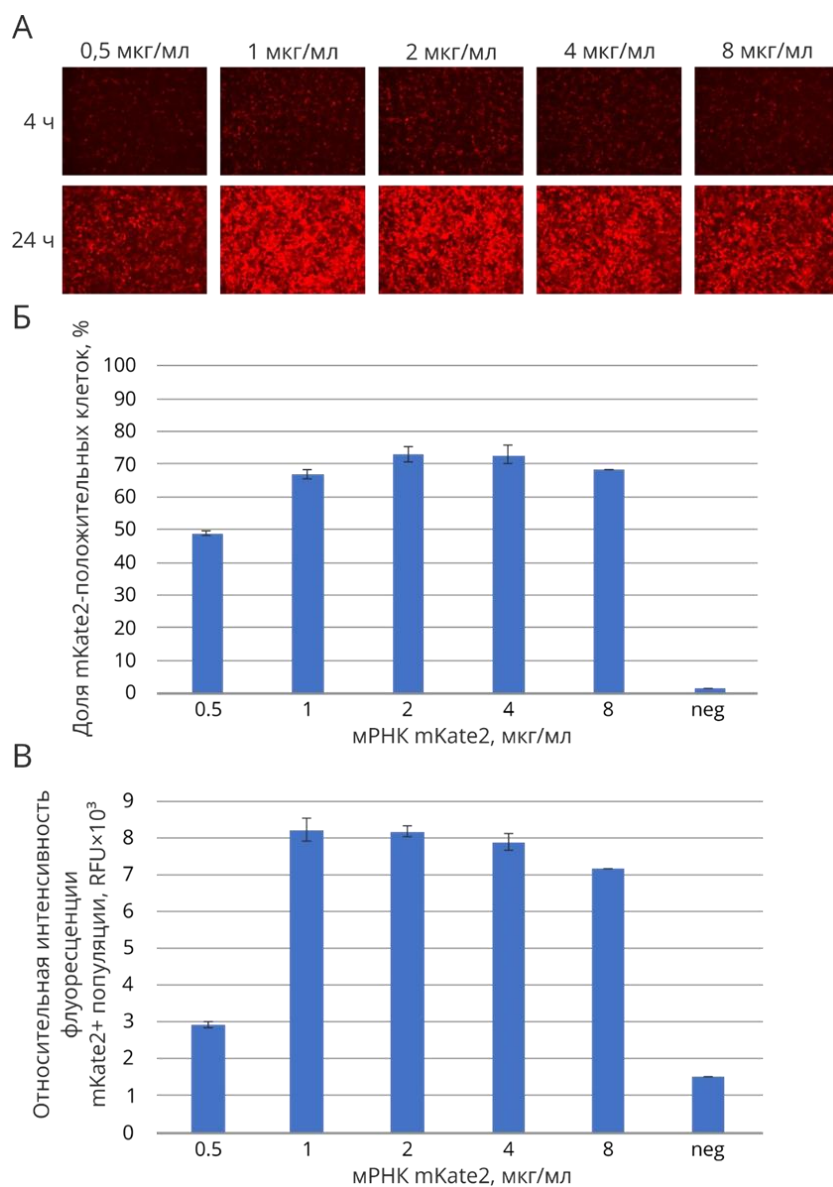 А
0,5 мкг/мл 1 мкг/мл 2 мкг/мл 4 мкг/мл 8 мкг/мл
4 ч
24 ч
Б
Доля mKate2-положительных клеток, %
100
90
80
70
60
50
40
30
20
10
0
0.5 1 2 4 8 neg
мРНК mKate2, мкг/мл
В
Относительная интенсивность
флуоресценции
mKate2+ популяции, RFU×10³
9
8
7
6
5
4
3
2
1
0
0.5 1 2 4 8 neg
мРНК mKate2, мкг/мл